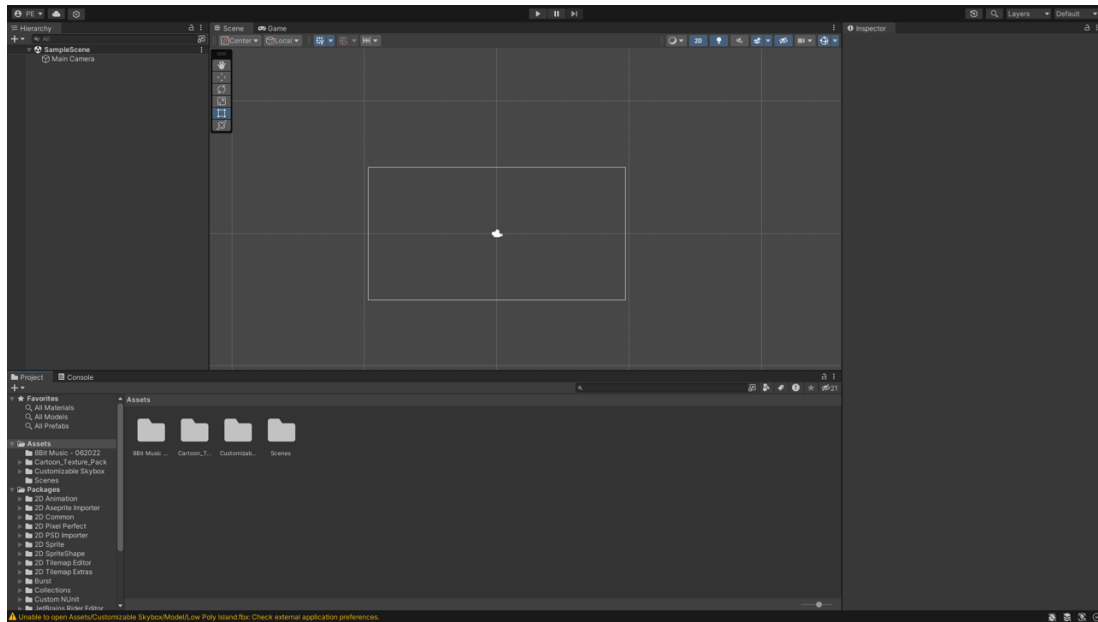 PE
Layers
Default
Hierarchy
All
SampleScene
Main Camera
Scene
Game
Center
Local
2D
Inspector
Project
Console
21
Favorites
All Materials
All Models
All Prefabs
Assets
8Bit Music - 062022
Cartoon_Texture_Pack
Customizable Skybox
Scenes
Packages
2D Animation
2D Aseprite Importer
2D Common
2D Pixel Perfect
2D PSD Importer
2D Sprite
2D SpriteShape
2D Tilemap Editor
2D Tilemap Extras
Burst
Collections
Custom NUnit
JetBrains Rider Editor
Assets
8Bit Music ...
Cartoon_T...
Customizab...
Scenes
Unable to open Assets/Customizable Skybox/Model/Low Poly Island.fbx: Check external application preferences.